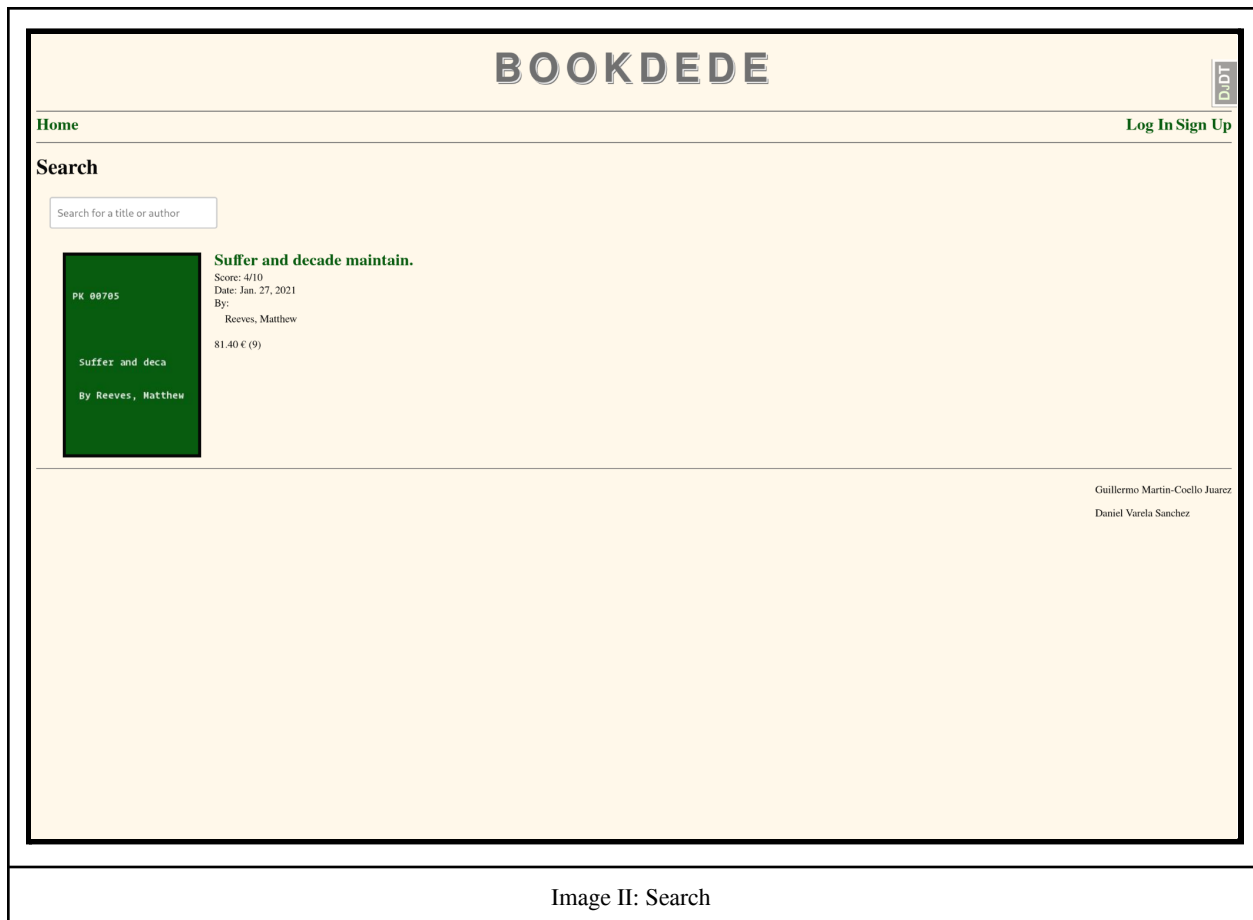 BOOKDEDE
DJDT
Home
Log In Sign Up
Search
Search for a title or author
PK 00705
Suffer and deca
By Reeves, Matthew
Suffer and decade maintain.
Score: 4/10
Date: Jan. 27, 2021
By:
Reeves, Matthew
81.40 € (9)
Guillermo Martin-Coello Juarez
Daniel Varela Sanchez
Image II: Search